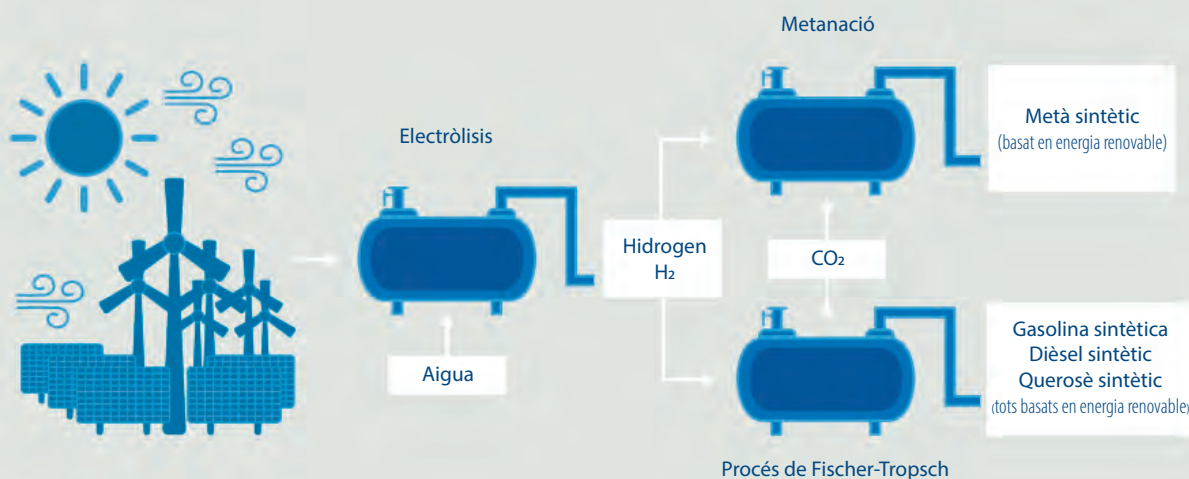 Metanació
Metà sintètic
(basat en energia renovable)
Electròlisis
Hidrogen
H₂
CO₂
Aigua
Gasolina sintètica
Dièsel sintètic
Querosè sintètic
(tots basats en energia renovable)
Procés de Fischer-Tropsch